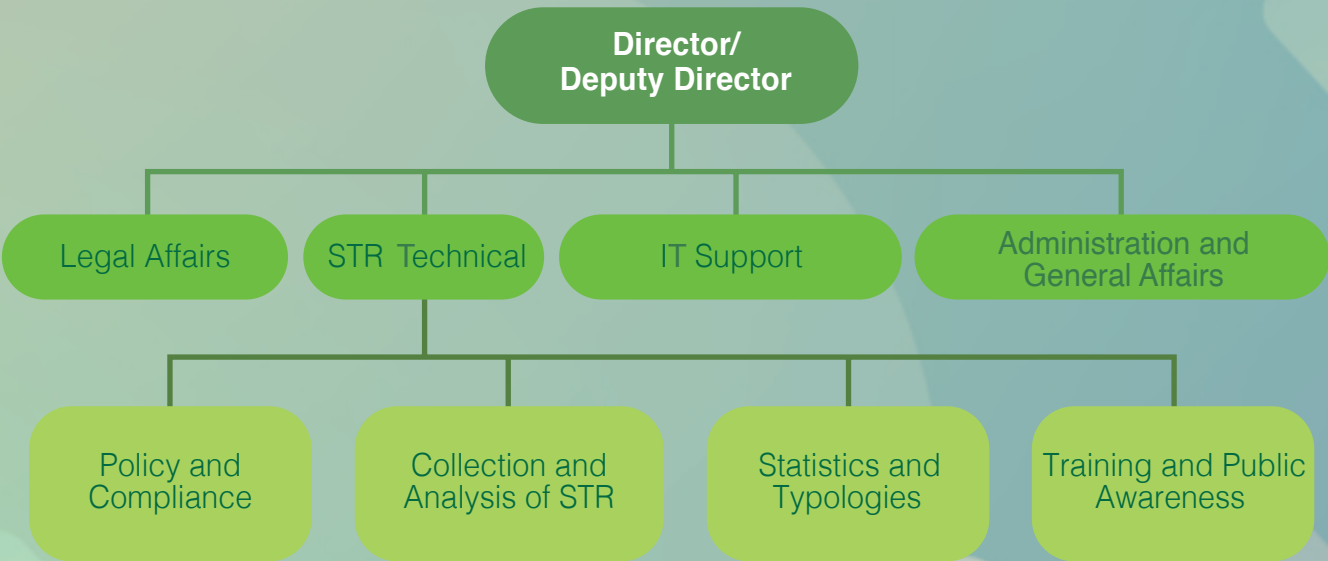 Director/
Deputy Director
Legal Affairs
STR Technical
IT Support
Administration and
General Affairs
Policy and
Compliance
Collection and
Analysis of STR
Statistics and
Typologies
Training and Public
Awareness